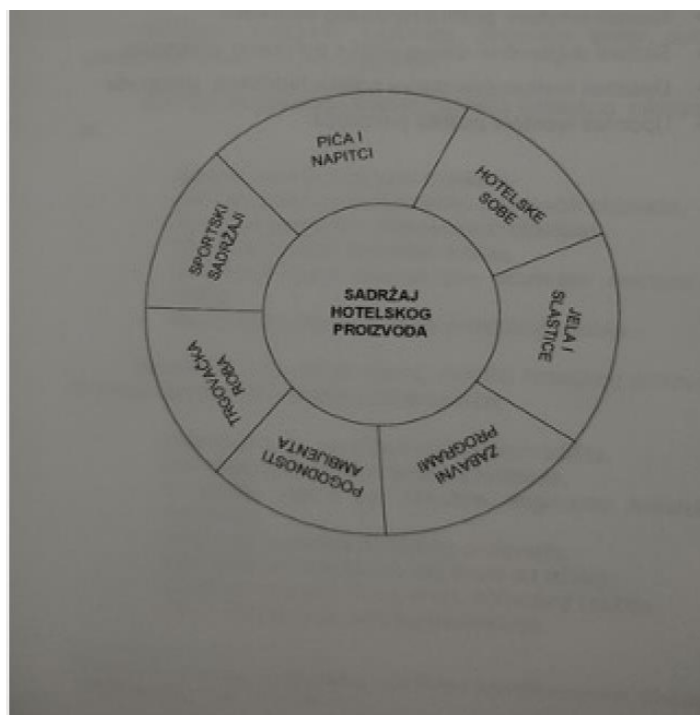 PIĆA I
NAPITCI
HOTELSKE
SOBE
JELA I
SLASTICE
ZABAVNI
PROGRAMI
POGODNOSTI
AMBIJENTA
TRGOVAČKA
ROBA
SPORTSKI
SADRŽAJI
SADRŽAJ
HOTELSKOG
PROIZVODA